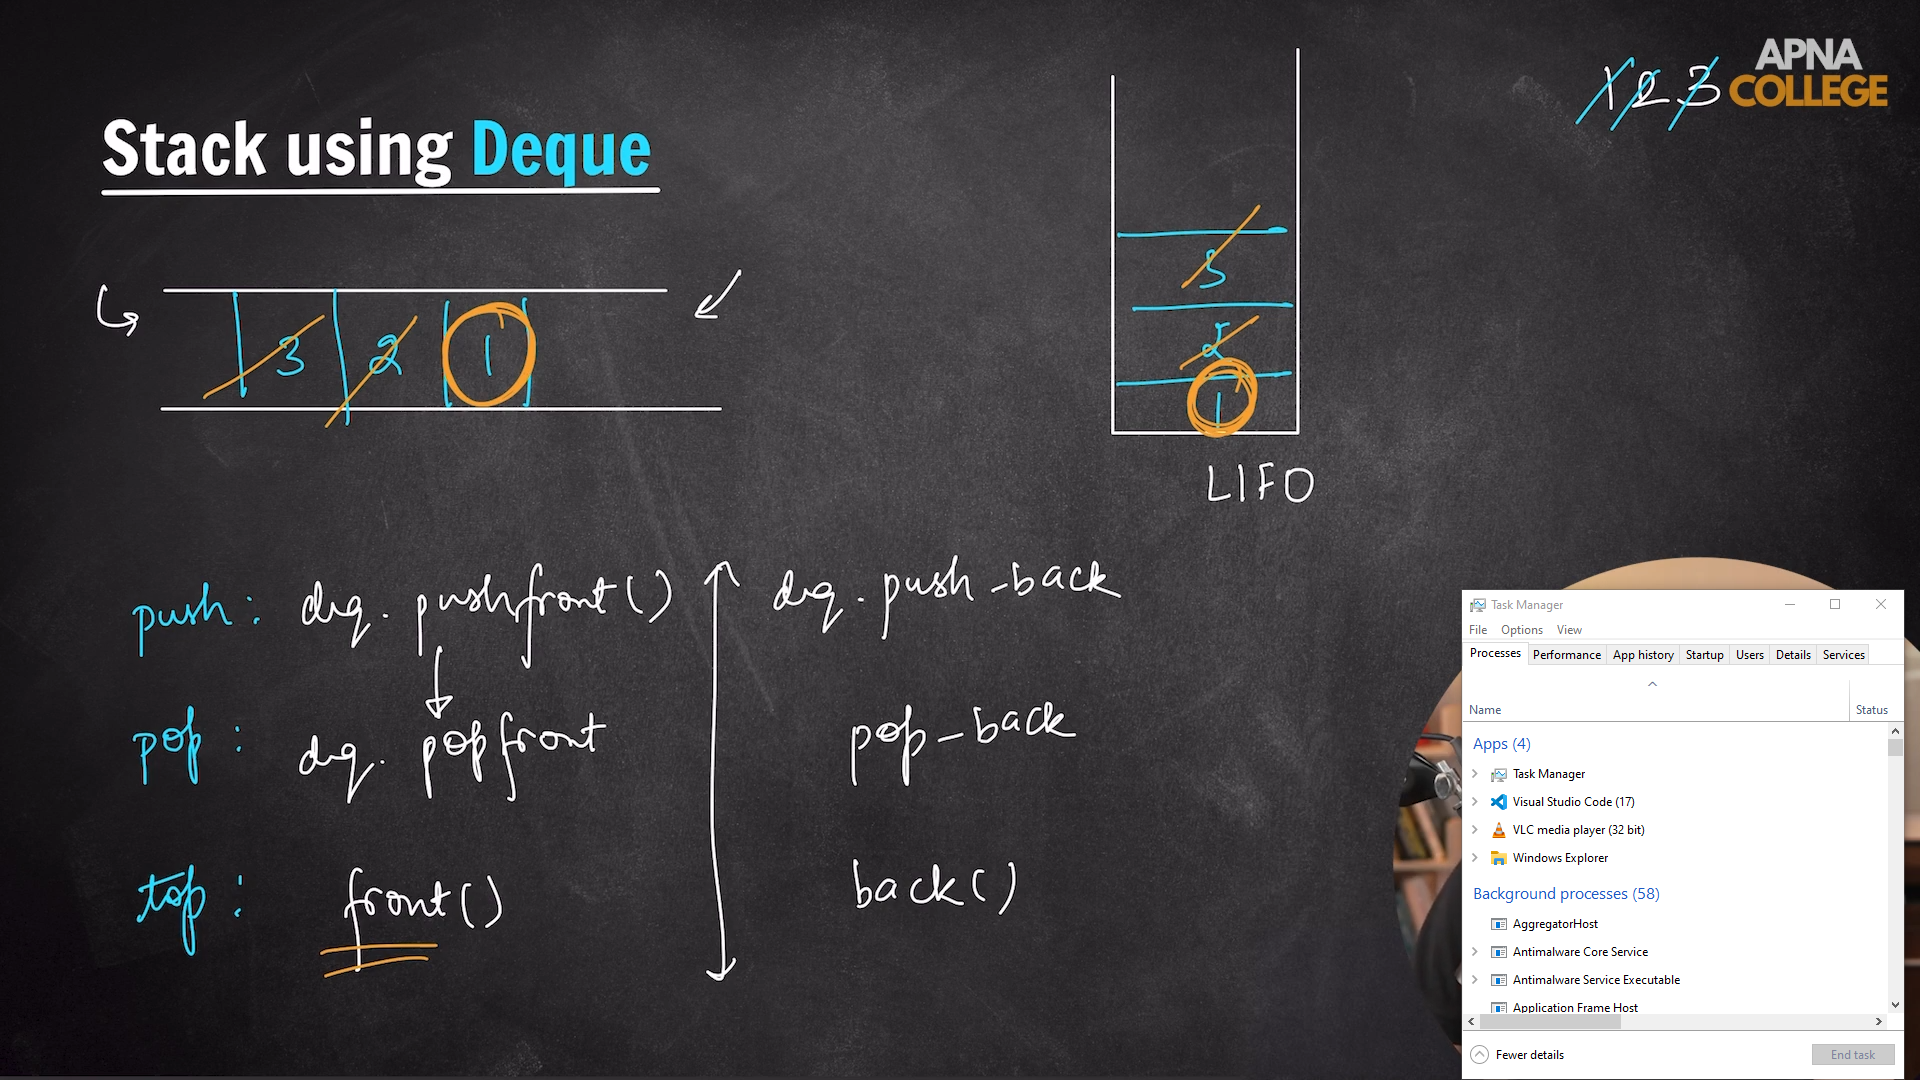 APNA
COLLEGE
1 2 3
Stack using Deque
3 2 1
3
2
1
LIFO
push: deq. pushfront() deq. push_back
pop: deq. popfront pop_back
top: front() back()
Task Manager
File Options View
Processes Performance App history Startup Users Details Services
Name Status
Apps (4)
Task Manager
Visual Studio Code (17)
VLC media player (32 bit)
Windows Explorer
Background processes (58)
AggregatorHost
Antimalware Core Service
Antimalware Service Executable
Application Frame Host
Fewer details End task